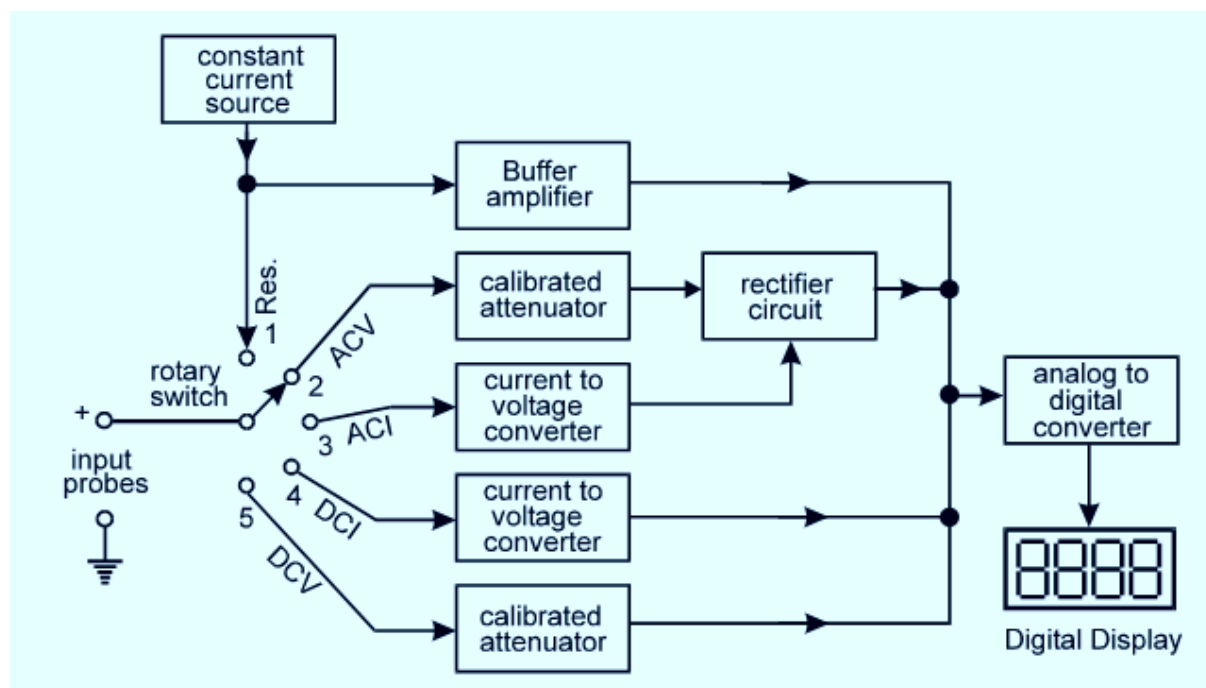 constant
current
source
Buffer
amplifier
Res.
1
calibrated
attenuator
rectifier
circuit
ACV
2
rotary
switch
+
input
probes
current to
voltage
converter
3
ACI
analog to
digital
converter
4
DCI
current to
voltage
converter
5
DCV
calibrated
attenuator
8888
Digital Display